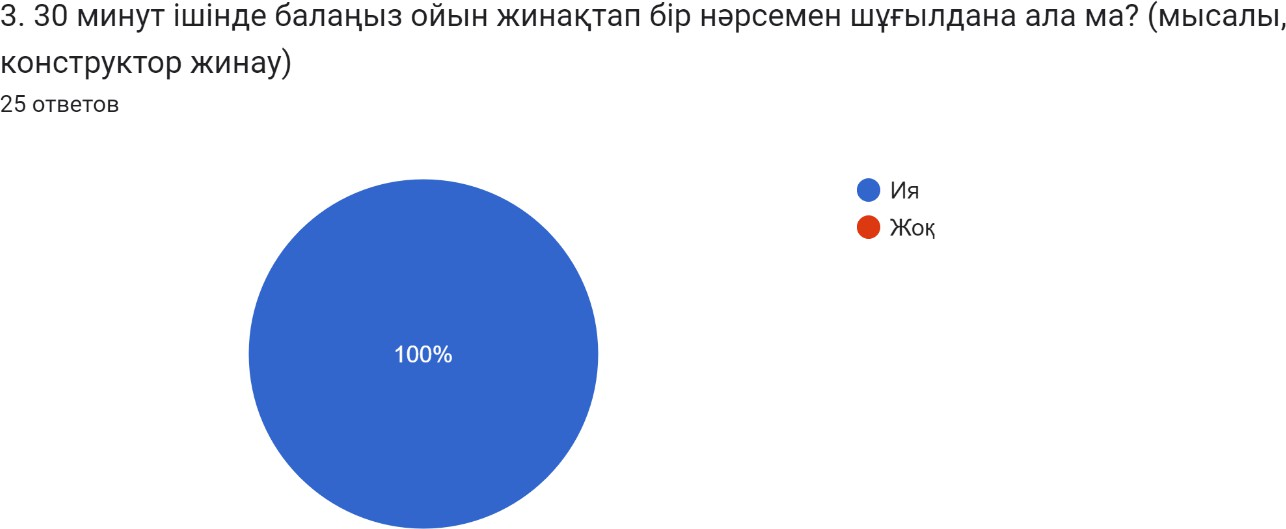 3. 30 минут ішінде балаңыз ойын жинақтап бір нәрсемен шұғылдана ала ма? (мысалы,
конструктор жинау)
25 ответов
Ия
Жоқ
100%